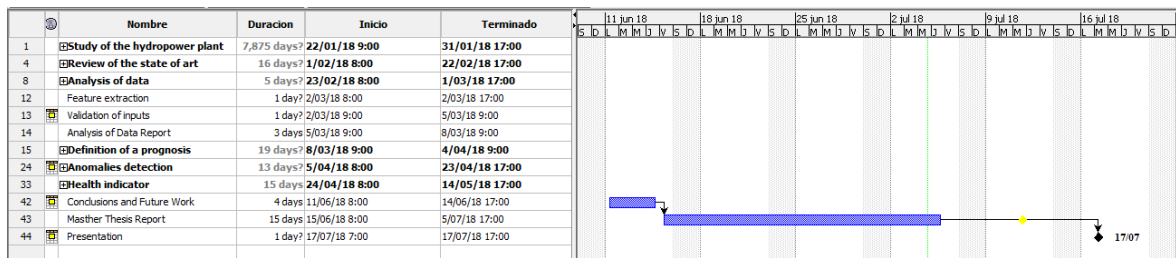 Nombre Duracion Inicio Terminado
11 jun 18 18 jun 18 25 jun 18 2 jul 18 9 jul 18 16 jul 18
S D L M M J V S D L M M J V S D L M M J V S D L M M J V S D L M M J V S D L M M J V S D
1 Study of the hydropower plant 7,875 days? 22/01/18 9:00 31/01/18 17:00
4 Review of the state of art 16 days? 1/02/18 8:00 22/02/18 17:00
8 Analysis of data 5 days? 23/02/18 8:00 1/03/18 17:00
12 Feature extraction 1 day? 2/03/18 8:00 2/03/18 17:00
13 Validation of inputs 1 day? 2/03/18 9:00 5/03/18 9:00
14 Analysis of Data Report 3 days 5/03/18 9:00 8/03/18 9:00
15 Definition of a prognosis 19 days? 8/03/18 9:00 4/04/18 9:00
24 Anomalies detection 13 days? 5/04/18 8:00 23/04/18 17:00
33 Health indicator 15 days 24/04/18 8:00 14/05/18 17:00
42 Conclusions and Future Work 4 days 11/06/18 8:00 14/06/18 17:00
43 Masther Thesis Report 15 days 15/06/18 8:00 5/07/18 17:00
44 Presentation 1 day? 17/07/18 7:00 17/07/18 17:00
17/07